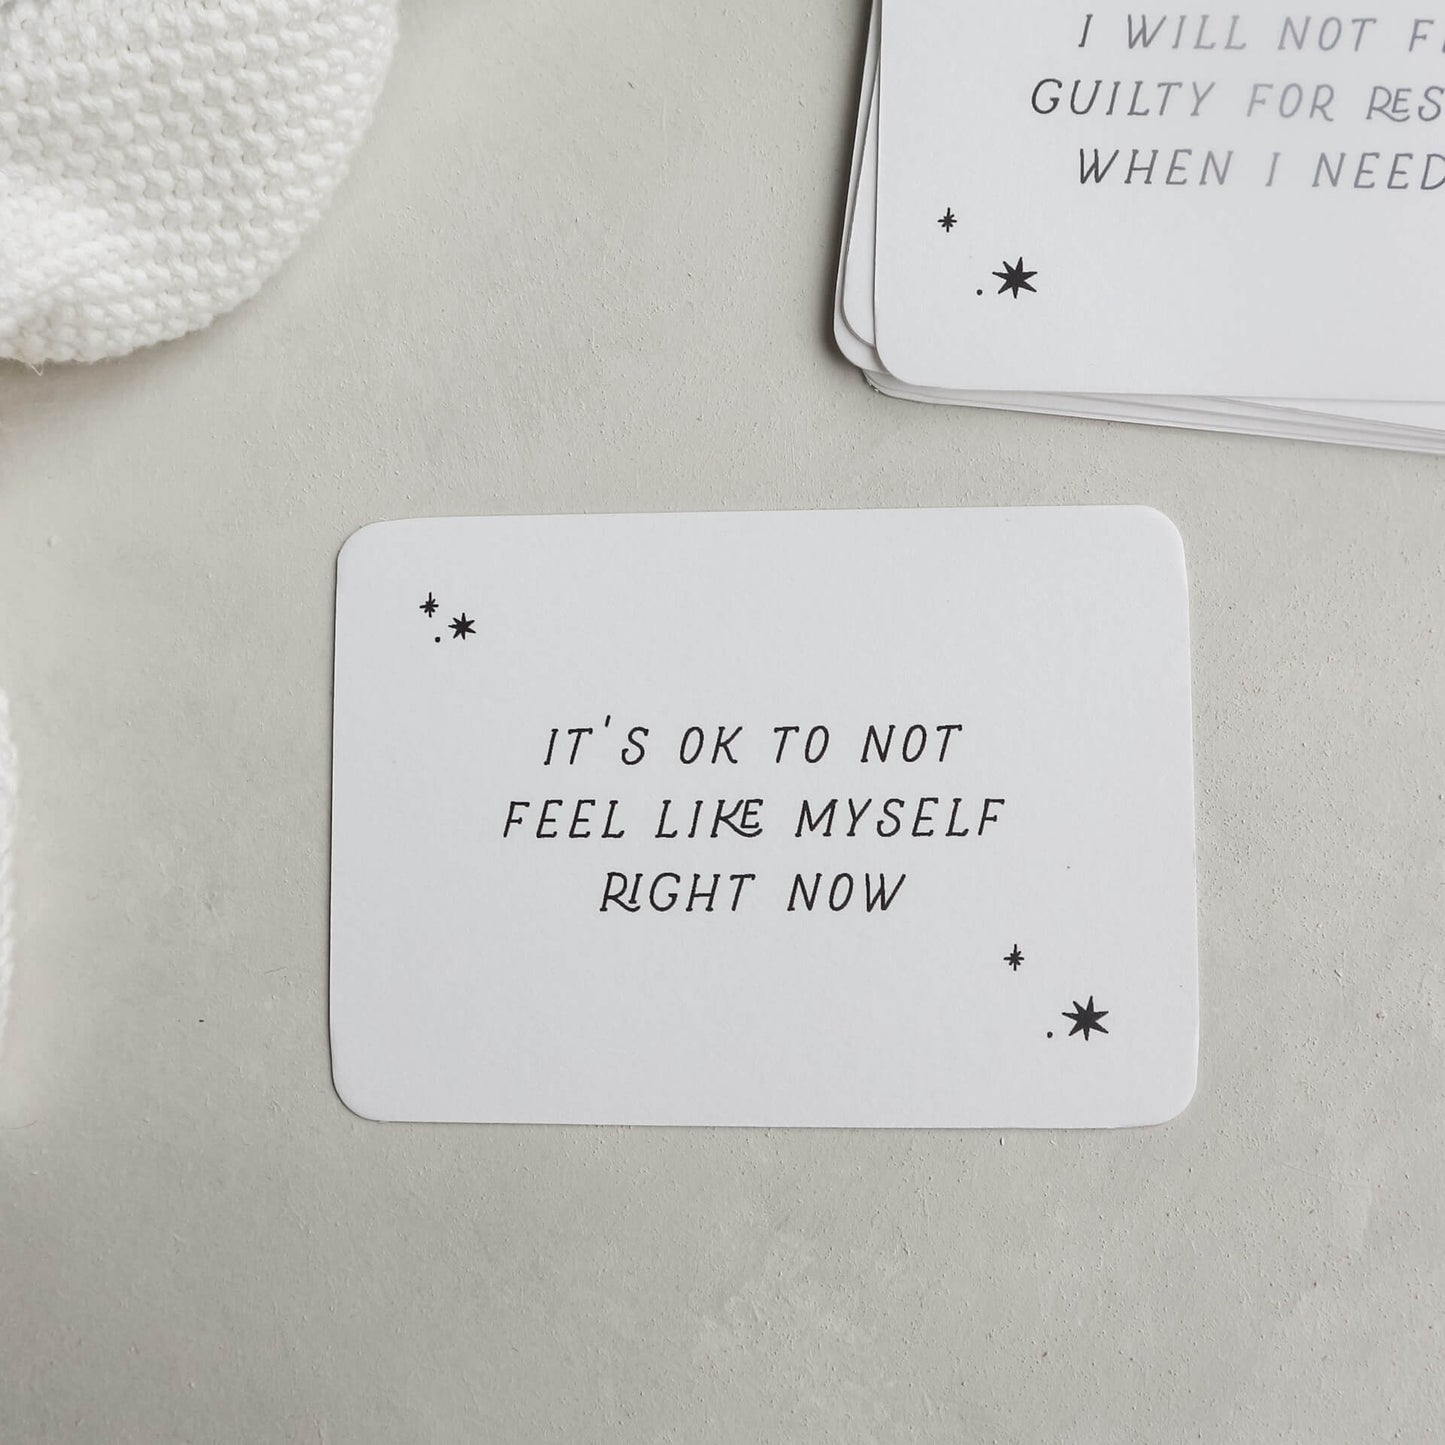 I WILL NOT
GUILTY FOR
WHEN I NEED
IT'S OK TO NOT
FEEL LIKE MYSELF
RIGHT NOW